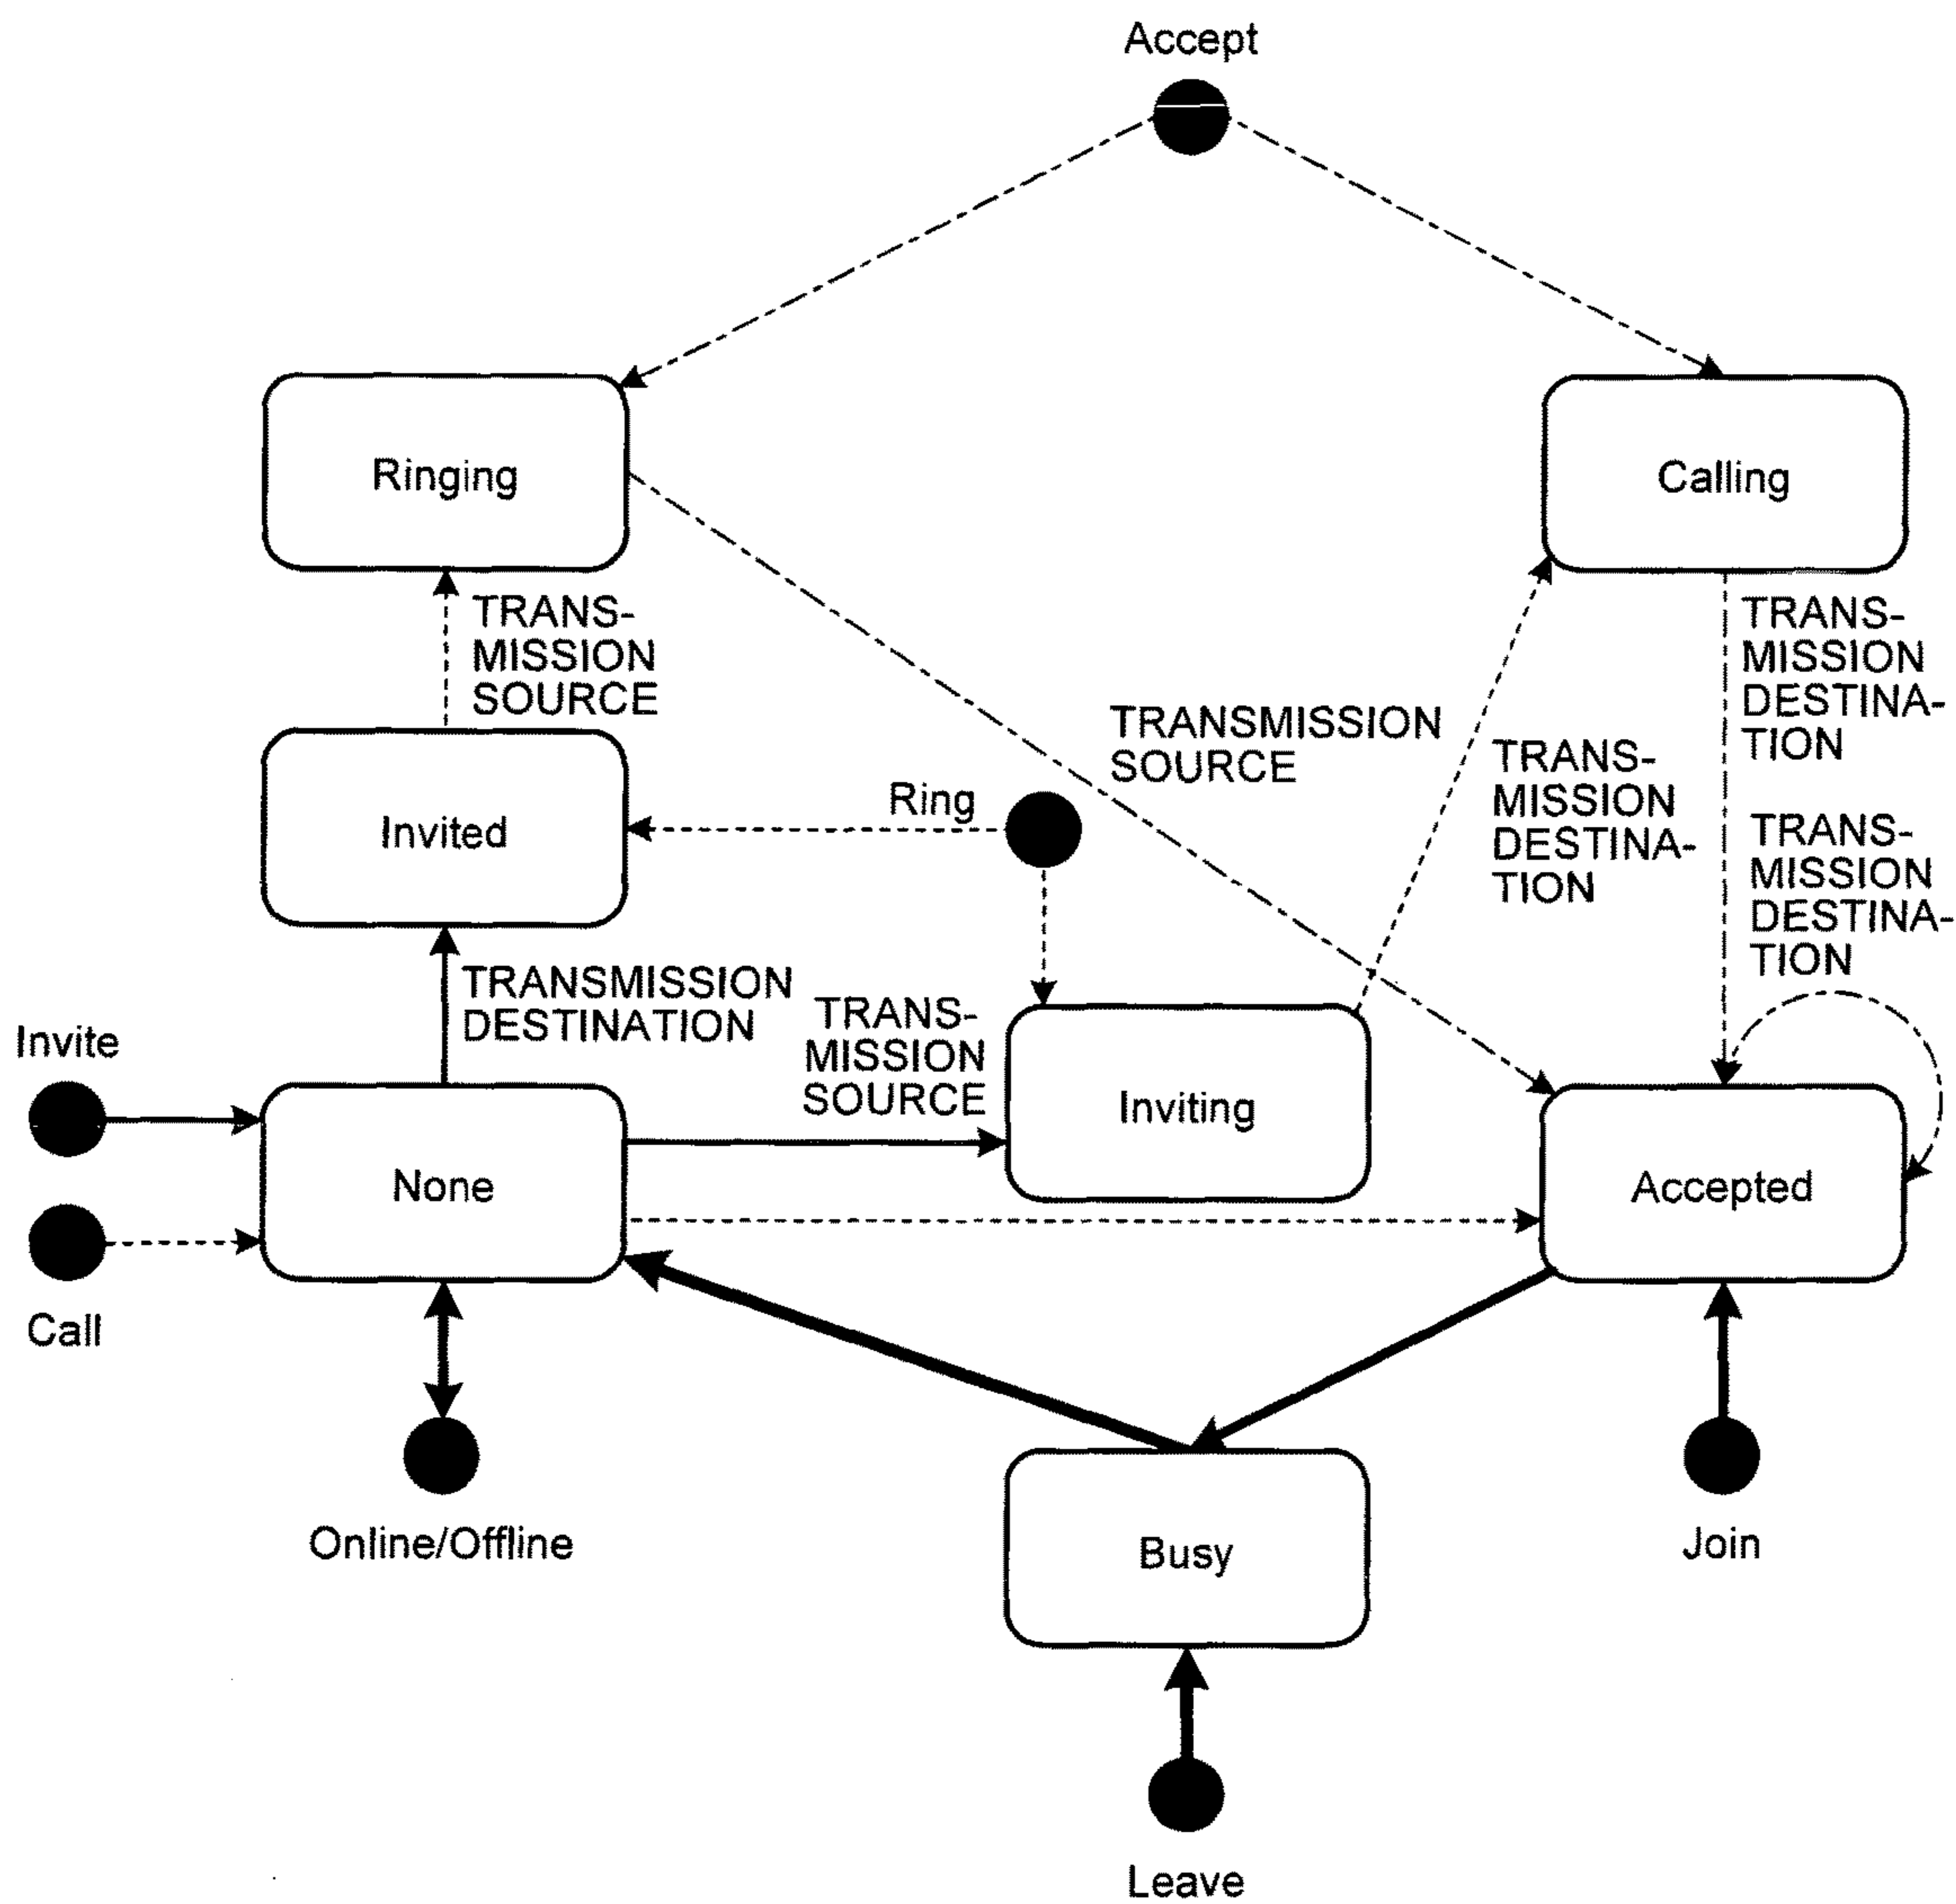 Accept
Ringing
Calling
TRANS-
MISSION
SOURCE
TRANS-
MISSION
DESTINA-
TION
TRANSMISSION
SOURCE
TRANS-
MISSION
DESTINA-
TION
Ring
Invited
TRANS-
MISSION
DESTINA-
TION
TRANSMISSION
DESTINATION
TRANS-
MISSION
SOURCE
Invite
Inviting
None
Accepted
Call
Online/Offline
Busy
Join
Leave